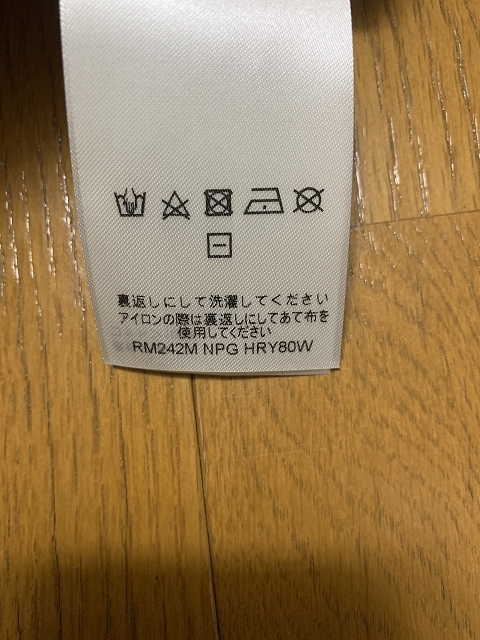 裏返しにして洗濯してください
アイロンの際は裏返しにしてあて布を
使用してください
RM242M NPG HRY80W